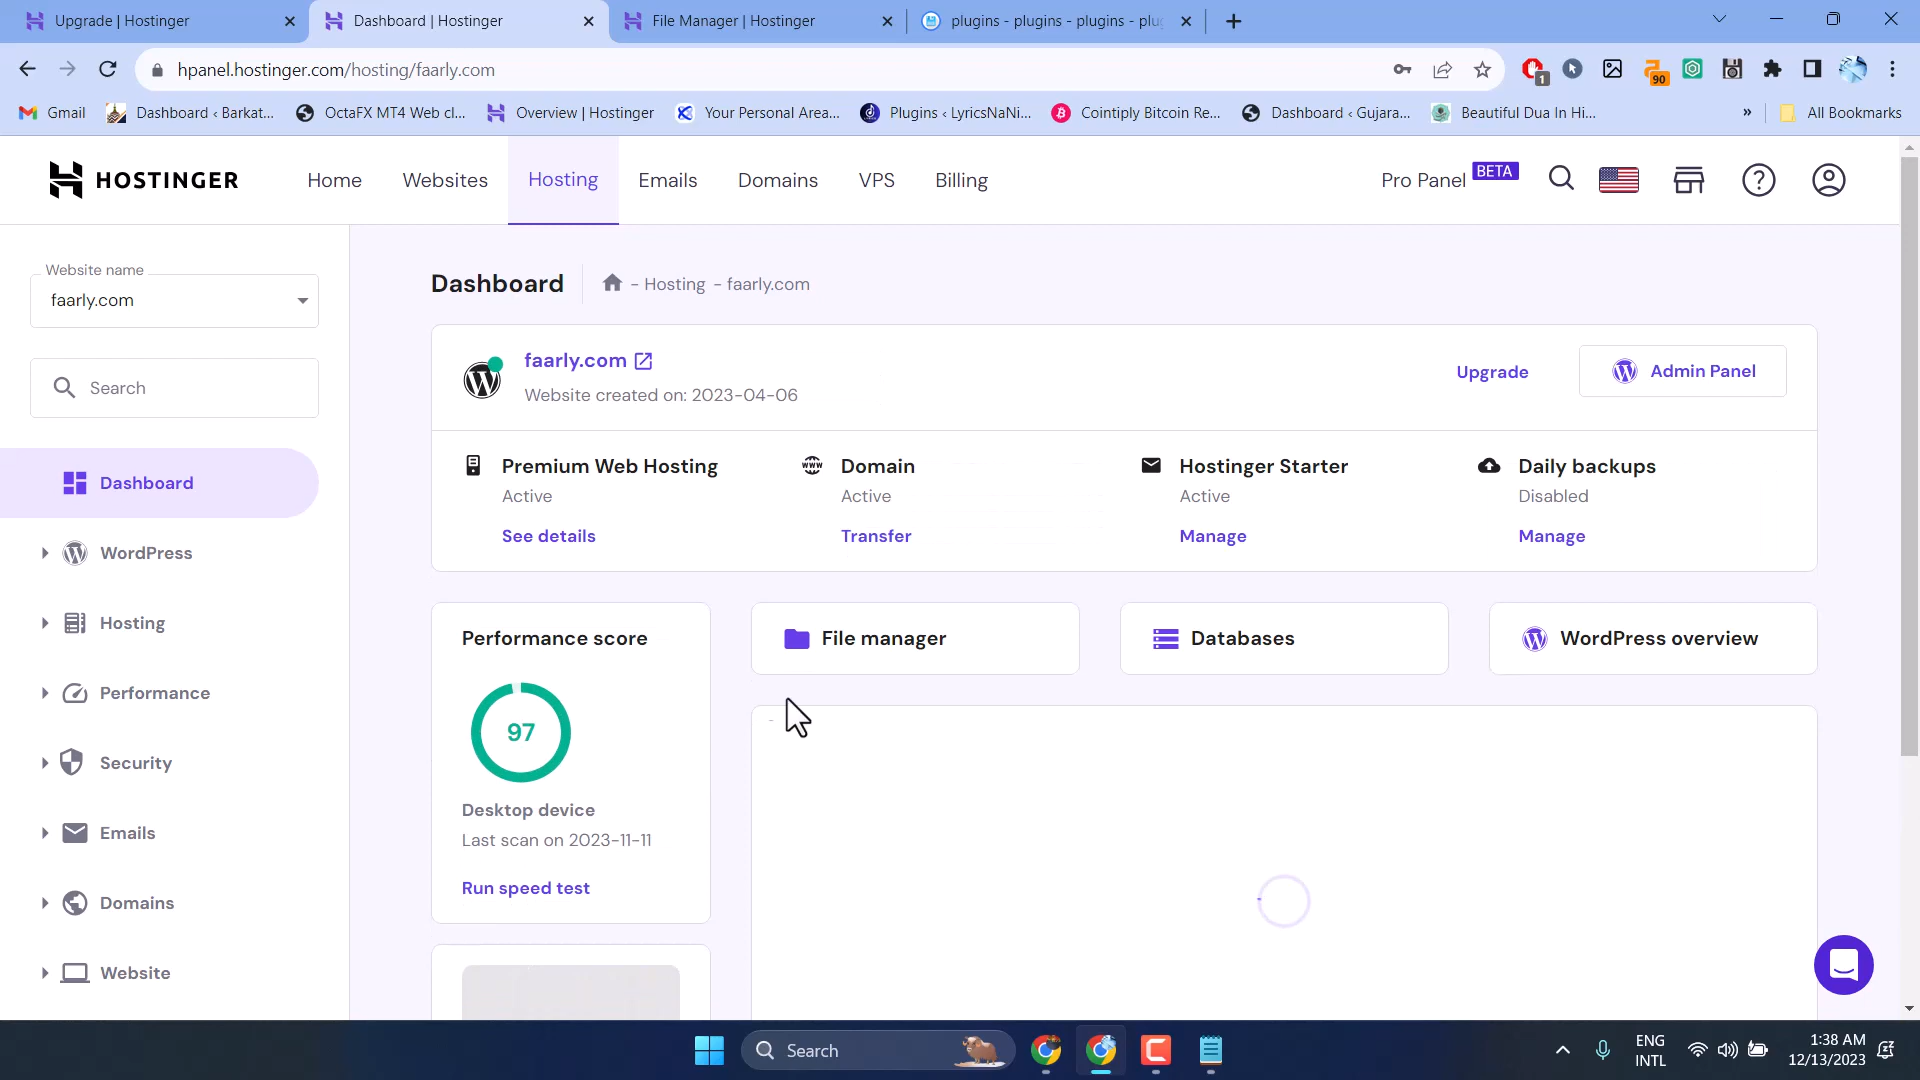 Upgrade | Hostinger
Dashboard | Hostinger
File Manager | Hostinger
plugins - plugins - plugins - plu
hpanel.hostinger.com/hosting/faarly.com
1
90
Gmail
Dashboard ‹ Barkat...
OctaFX MT4 Web cl...
Overview | Hostinger
Your Personal Area...
Plugins ‹ LyricsNaNi...
Cointiply Bitcoin Re...
Dashboard ‹ Gujara...
Beautiful Dua In Hi...
»
All Bookmarks
HOSTINGER
Home
Websites
Hosting
Emails
Domains
VPS
Billing
Pro Panel BETA
Website name
faarly.com
Search
Dashboard
WordPress
Hosting
Performance
Security
Emails
Domains
Website
Dashboard
- Hosting - faarly.com
faarly.com
Website created on: 2023-04-06
Upgrade
Admin Panel
Premium Web Hosting
Active
See details
www
Domain
Active
Transfer
Hostinger Starter
Active
Manage
Daily backups
Disabled
Manage
Performance score
97
Desktop device
Last scan on 2023-11-11
Run speed test
File manager
Databases
WordPress overview
Search
ENG
INTL
1:38 AM
12/13/2023